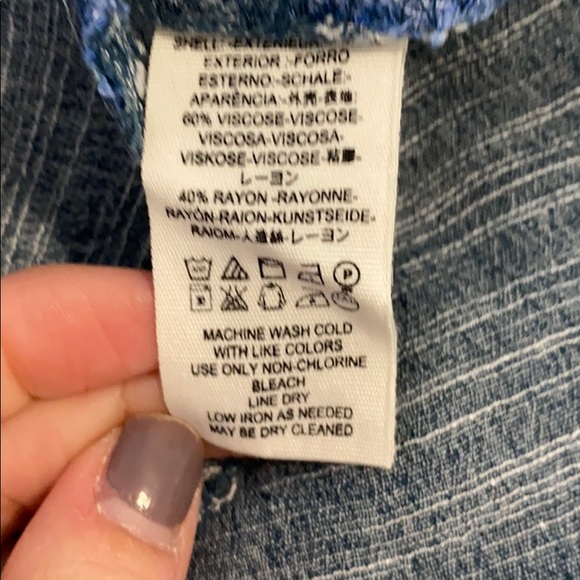 SHELL:-EXTERIEUR
EXTERIOR-FORRO
ESTERNO-SCHALE:-
APARÊNCIA:-外壳-表地:
60% VISCOSE-VISCOSE-
VISCOSA-VISCOSA-
VISKOSE-VISCOSE-粘膠-
レーヨン
40% RAYON-RAYONNE-
RAYÓN-RAION-KUNSTSEIDE-
RAIOM-人造絲-レーヨン
P
MACHINE WASH COLD
WITH LIKE COLORS
USE ONLY NON-CHLORINE
BLEACH
LINE DRY
LOW IRON AS NEEDED
MAY BE DRY CLEANED